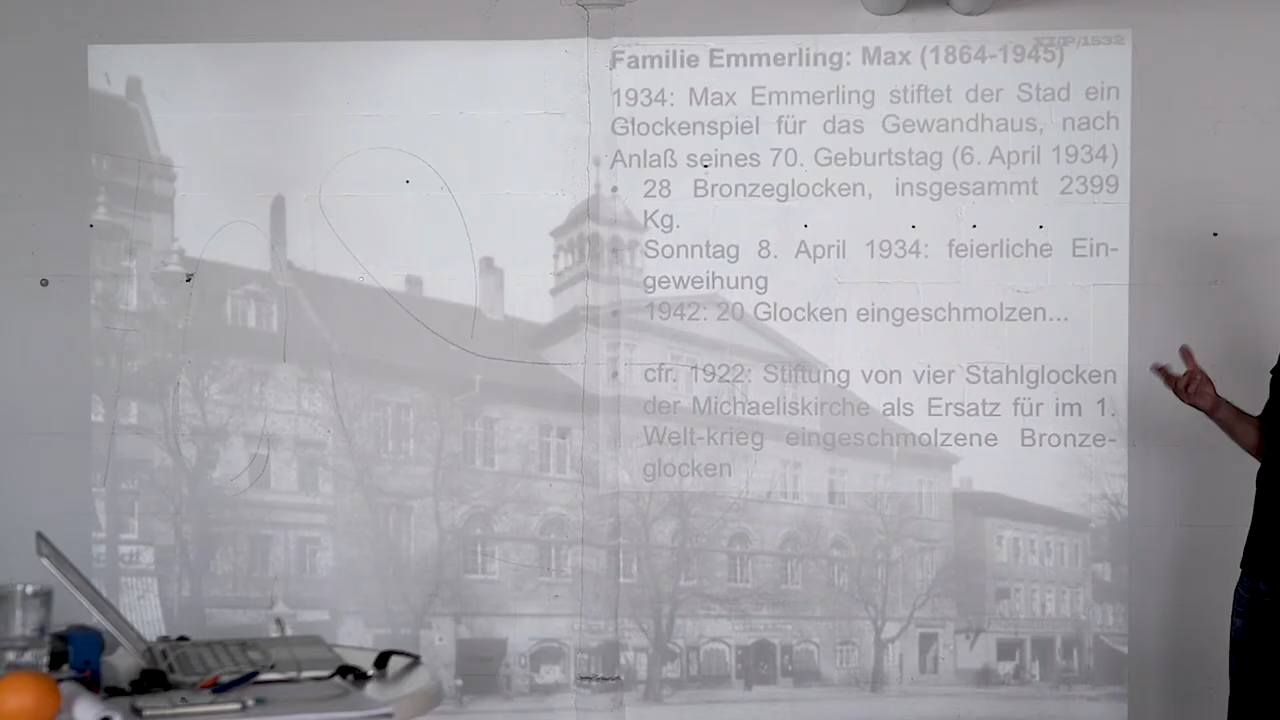 XI/P/1532
Familie Emmerling: Max (1864-1945)
1934: Max Emmerling stiftet der Stad ein
Glockenspiel für das Gewandhaus, nach
Anlaß seines 70. Geburtstag (6. April 1934)
• 28 Bronzeglocken, insgesammt 2399
Kg.
• Sonntag 8. April 1934: feierliche Ein-
geweihung
• 1942: 20 Glocken eingeschmolzen...
• cfr. 1922: Stiftung von vier Stahlglocken
der Michaeliskirche als Ersatz für im 1.
Welt-krieg eingeschmolzene Bronze-
glocken